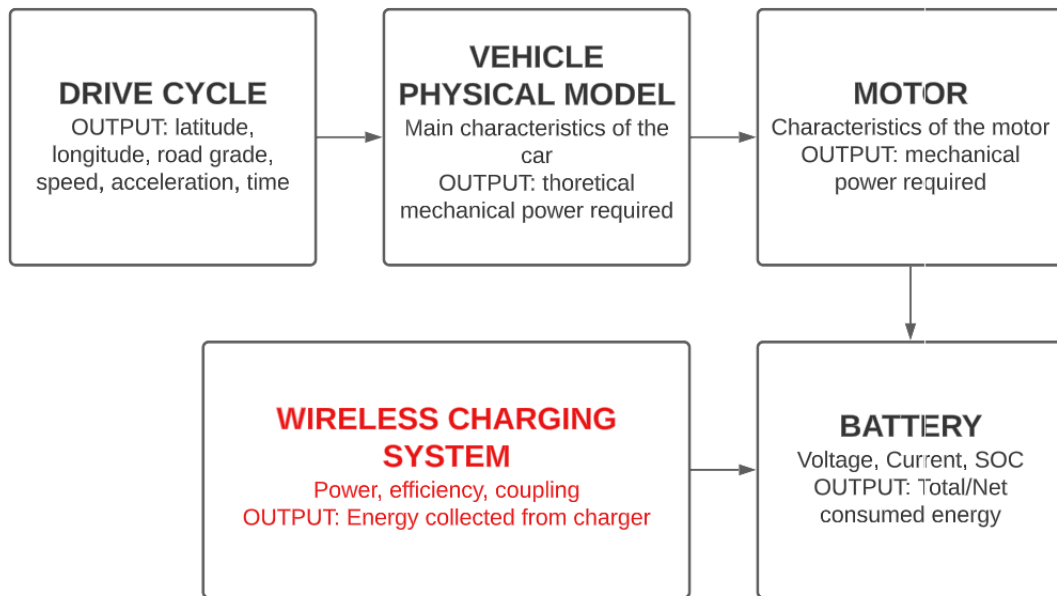 DRIVE CYCLE
OUTPUT: latitude,
longitude, road grade,
speed, acceleration, time
VEHICLE
PHYSICAL MODEL
Main characteristics of the
car
OUTPUT: thoretical
mechanical power required
MOTOR
Characteristics of the motor
OUTPUT: mechanical
power required
WIRELESS CHARGING
SYSTEM
Power, efficiency, coupling
OUTPUT: Energy collected from charger
BATTERY
Voltage, Current, SOC
OUTPUT: Total/Net
consumed energy